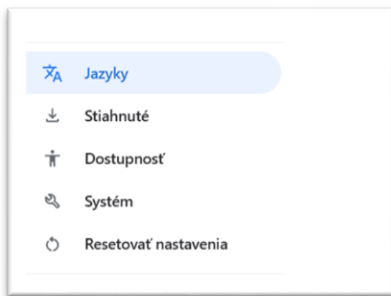 Jazyky
Stiahnuté
Dostupnosť
Systém
Resetovať nastavenia